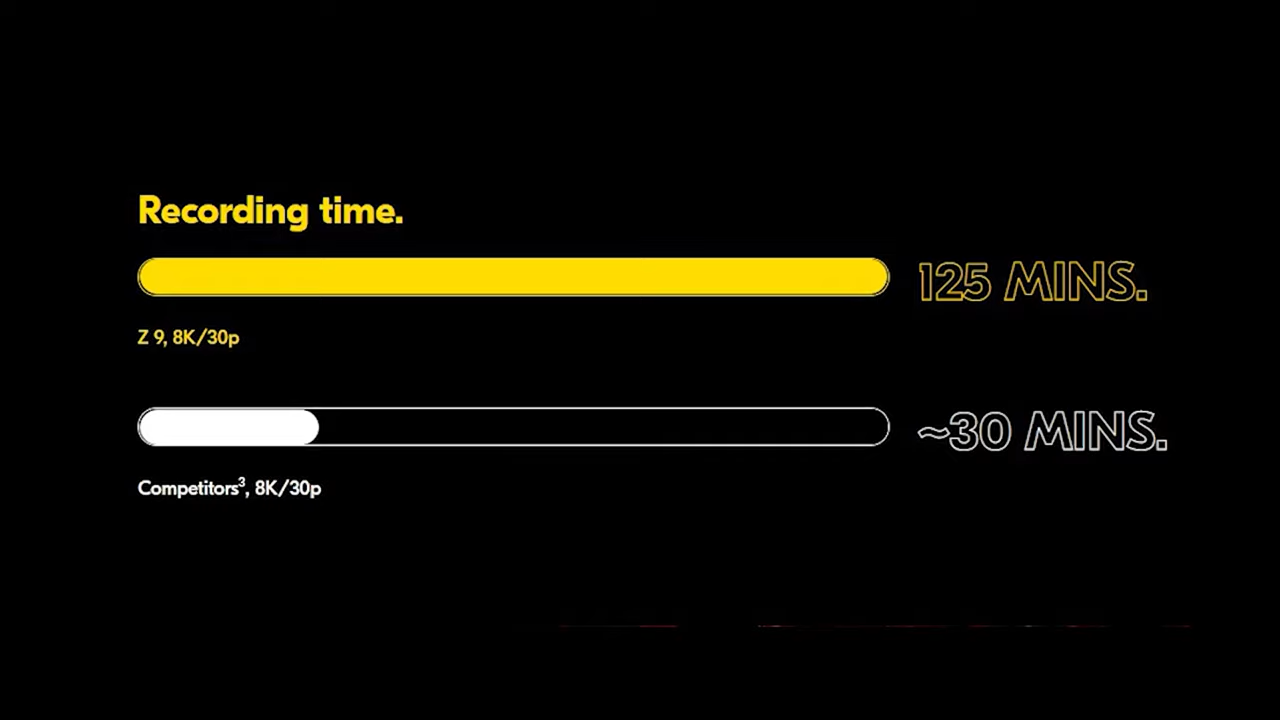 Recording time.
125 MINS.
Z 9, 8K/30p
~30 MINS.
Competitors³, 8K/30p